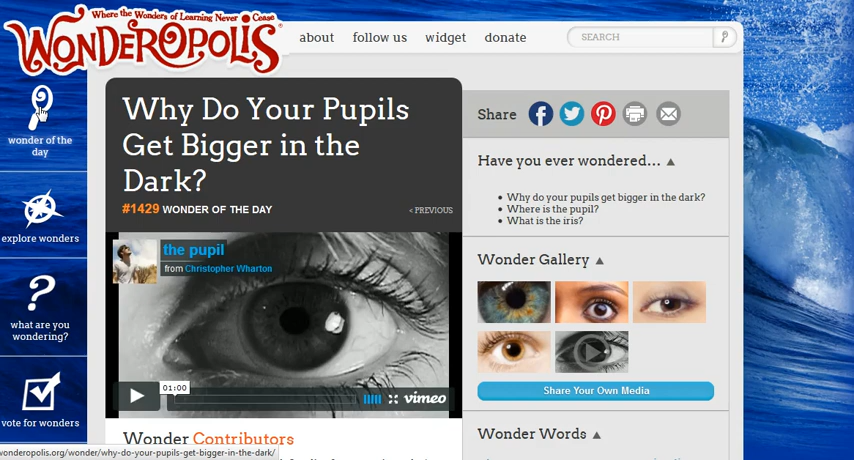 Where the Wonders of Learning Never Cease
WONDEROPOLIS®
about follow us widget donate
SEARCH
wonder of the
day
explore wonders
what are you
wondering?
vote for wonders
Why Do Your Pupils
Get Bigger in the
Dark?
#1429 WONDER OF THE DAY
< PREVIOUS
the pupil
from Christopher Wharton
01:00
vimeo
Wonder Contributors
Share
Have you ever wondered... ▲
• Why do your pupils get bigger in the dark?
• Where is the pupil?
• What is the iris?
Wonder Gallery ▲
Share Your Own Media
Wonder Words ▲
wonderopolis.org/wonder/why-do-your-pupils-get-bigger-in-the-dark/